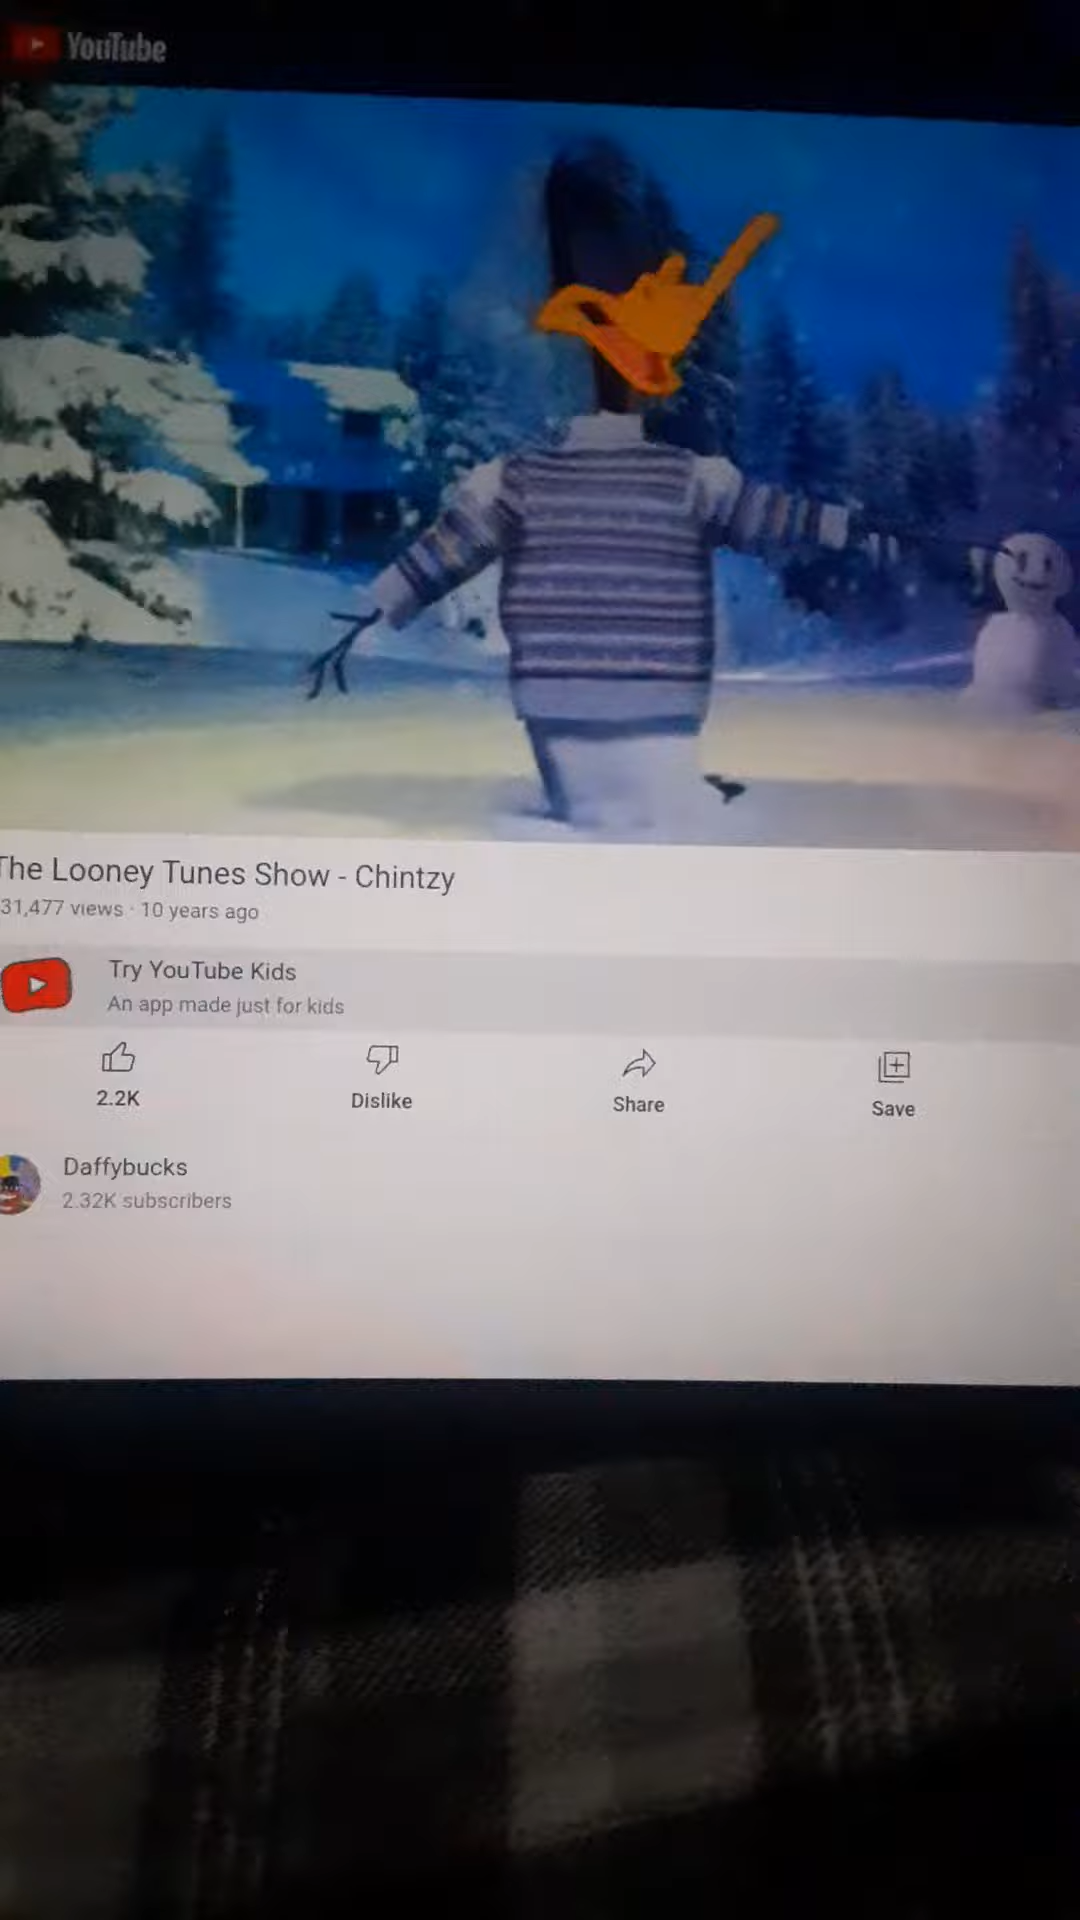 YouTube
The Looney Tunes Show - Chintzy
31,477 views · 10 years ago
Try YouTube Kids
An app made just for kids
2.2K
Dislike
Share
Save
Daffybucks
2.32K subscribers